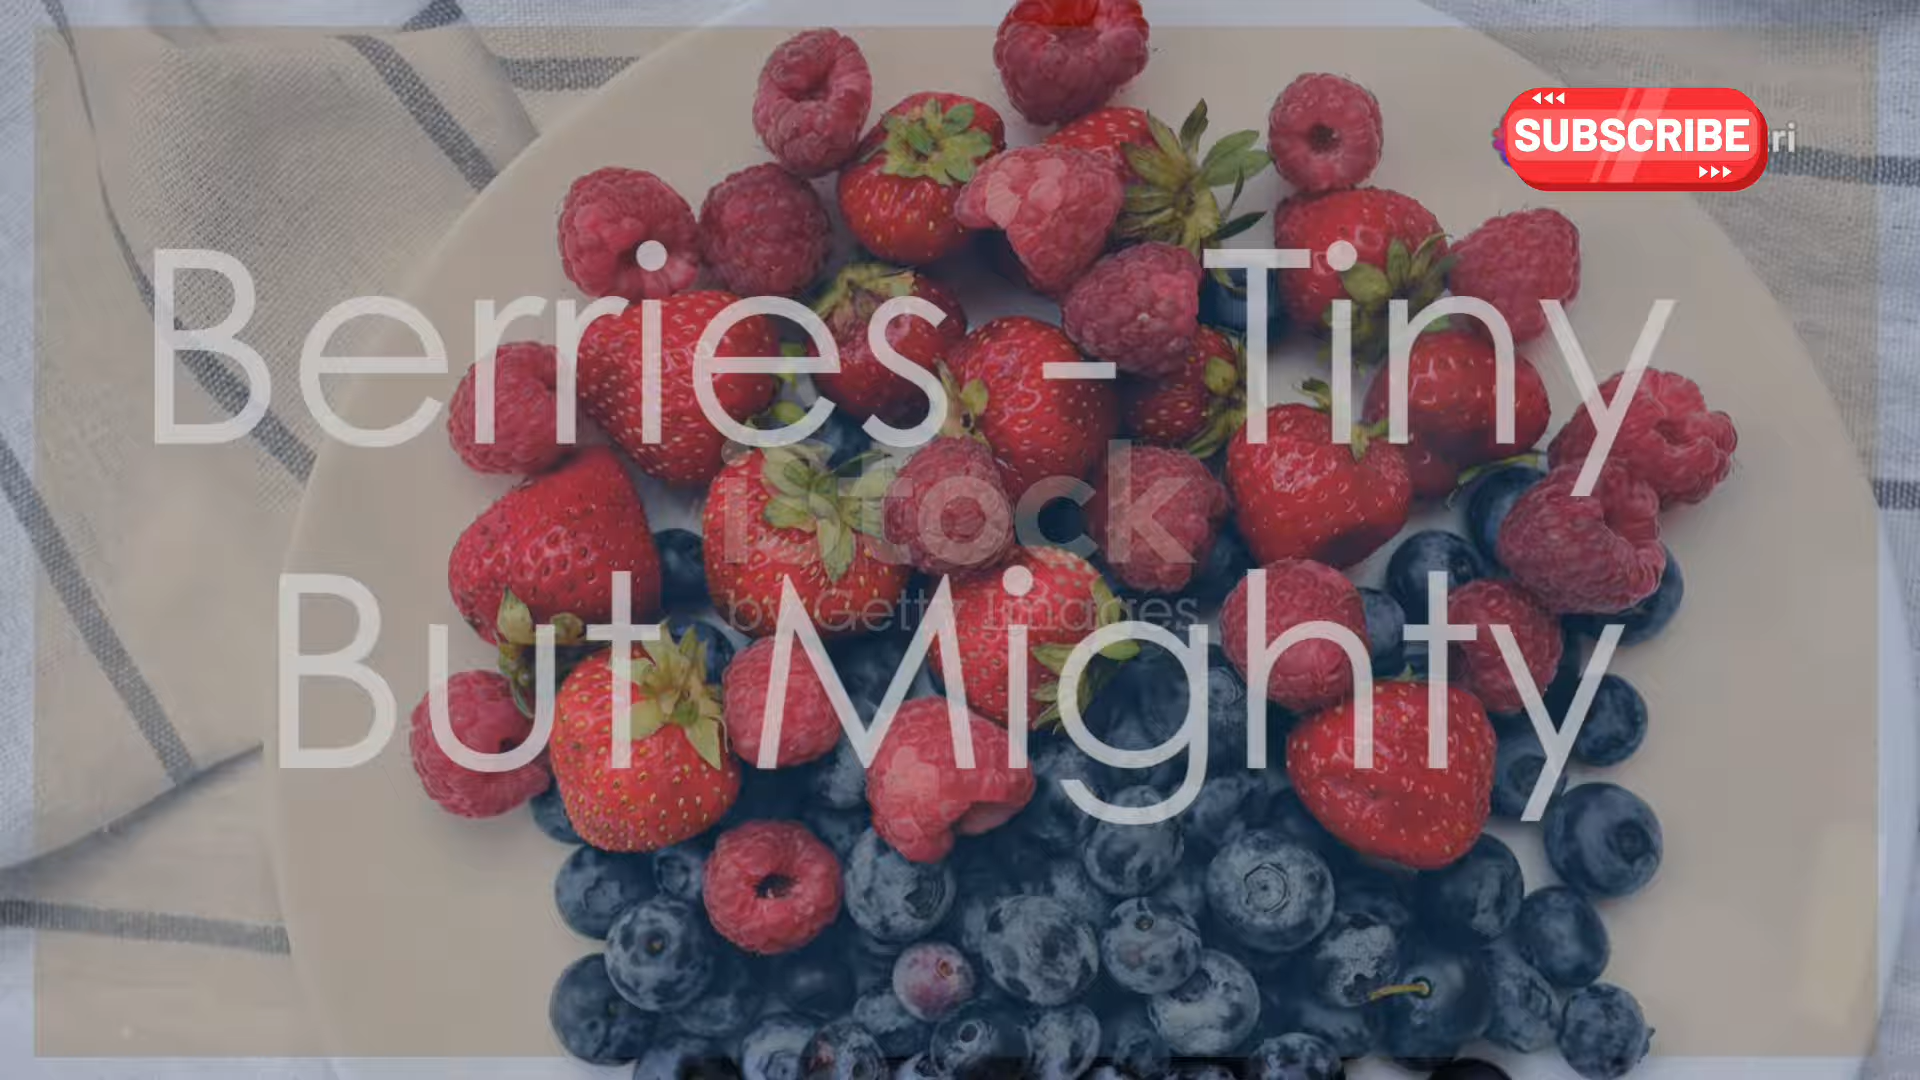 SUBSCRIBE
Berries - Tiny
iStock
by Getty Images
But Mighty